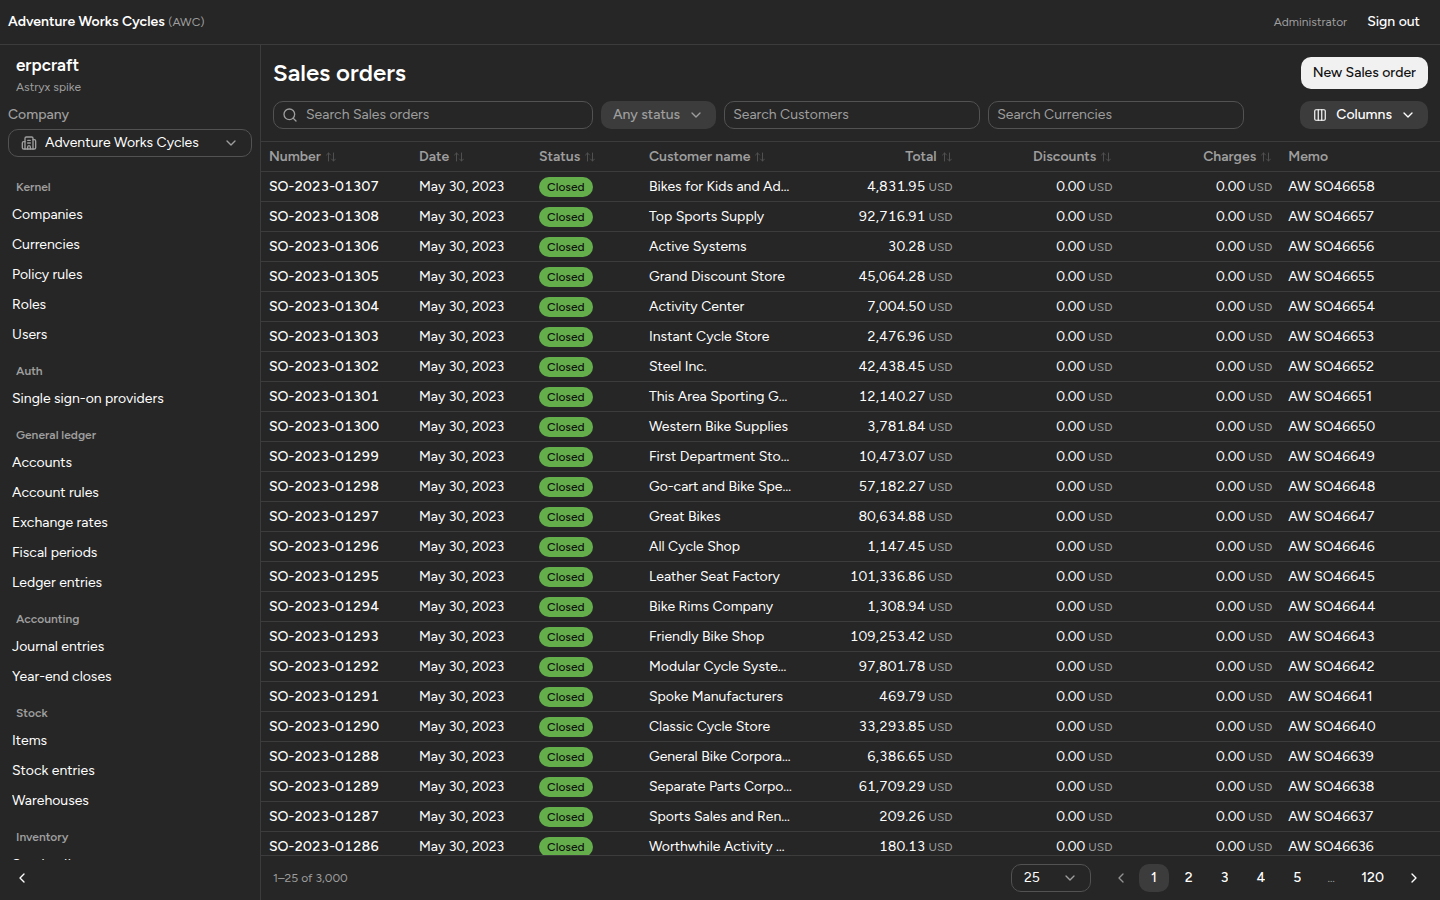 Adventure Works Cycles (AWC)
Administrator
Sign out
erpcraft
Astryx spike
Company
Adventure Works Cycles
Kernel
Companies
Currencies
Policy rules
Roles
Users
Auth
Single sign-on providers
General ledger
Accounts
Account rules
Exchange rates
Fiscal periods
Ledger entries
Accounting
Journal entries
Year-end closes
Stock
Items
Stock entries
Warehouses
Inventory
Sales orders
New Sales order
Search Sales orders
Any status
Search Customers
Search Currencies
Columns
Number Date Status Customer name Total Discounts Charges Memo
SO-2023-01307 May 30, 2023 Closed Bikes for Kids and Ad... 4,831.95 USD 0.00 USD 0.00 USD AW SO46658
SO-2023-01308 May 30, 2023 Closed Top Sports Supply 92,716.91 USD 0.00 USD 0.00 USD AW SO46657
SO-2023-01306 May 30, 2023 Closed Active Systems 30.28 USD 0.00 USD 0.00 USD AW SO46656
SO-2023-01305 May 30, 2023 Closed Grand Discount Store 45,064.28 USD 0.00 USD 0.00 USD AW SO46655
SO-2023-01304 May 30, 2023 Closed Activity Center 7,004.50 USD 0.00 USD 0.00 USD AW SO46654
SO-2023-01303 May 30, 2023 Closed Instant Cycle Store 2,476.96 USD 0.00 USD 0.00 USD AW SO46653
SO-2023-01302 May 30, 2023 Closed Steel Inc. 42,438.45 USD 0.00 USD 0.00 USD AW SO46652
SO-2023-01301 May 30, 2023 Closed This Area Sporting G... 12,140.27 USD 0.00 USD 0.00 USD AW SO46651
SO-2023-01300 May 30, 2023 Closed Western Bike Supplies 3,781.84 USD 0.00 USD 0.00 USD AW SO46650
SO-2023-01299 May 30, 2023 Closed First Department Sto... 10,473.07 USD 0.00 USD 0.00 USD AW SO46649
SO-2023-01298 May 30, 2023 Closed Go-cart and Bike Spe... 57,182.27 USD 0.00 USD 0.00 USD AW SO46648
SO-2023-01297 May 30, 2023 Closed Great Bikes 80,634.88 USD 0.00 USD 0.00 USD AW SO46647
SO-2023-01296 May 30, 2023 Closed All Cycle Shop 1,147.45 USD 0.00 USD 0.00 USD AW SO46646
SO-2023-01295 May 30, 2023 Closed Leather Seat Factory 101,336.86 USD 0.00 USD 0.00 USD AW SO46645
SO-2023-01294 May 30, 2023 Closed Bike Rims Company 1,308.94 USD 0.00 USD 0.00 USD AW SO46644
SO-2023-01293 May 30, 2023 Closed Friendly Bike Shop 109,253.42 USD 0.00 USD 0.00 USD AW SO46643
SO-2023-01292 May 30, 2023 Closed Modular Cycle Syste... 97,801.78 USD 0.00 USD 0.00 USD AW SO46642
SO-2023-01291 May 30, 2023 Closed Spoke Manufacturers 469.79 USD 0.00 USD 0.00 USD AW SO46641
SO-2023-01290 May 30, 2023 Closed Classic Cycle Store 33,293.85 USD 0.00 USD 0.00 USD AW SO46640
SO-2023-01288 May 30, 2023 Closed General Bike Corpora... 6,386.65 USD 0.00 USD 0.00 USD AW SO46639
SO-2023-01289 May 30, 2023 Closed Separate Parts Corpo... 61,709.29 USD 0.00 USD 0.00 USD AW SO46638
SO-2023-01287 May 30, 2023 Closed Sports Sales and Ren... 209.26 USD 0.00 USD 0.00 USD AW SO46637
SO-2023-01286 May 30, 2023 Closed Worthwhile Activity ... 180.13 USD 0.00 USD 0.00 USD AW SO46636
1–25 of 3,000
25
1 2 3 4 5 ... 120